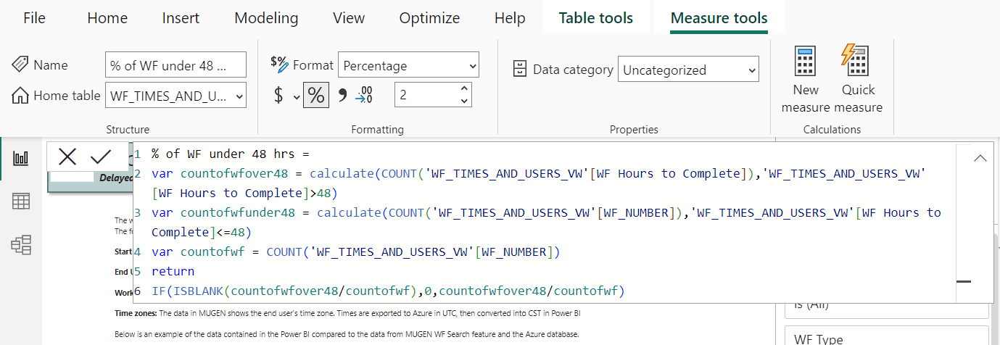 File Home Insert Modeling View Optimize Help Table tools Measure tools
Name % of WF under 48 ...
Home table WF_TIMES_AND_U...
Structure
$% Format Percentage
$ % 2
Formatting
Data category Uncategorized
Properties
New measure
Quick measure
Calculations
1 % of WF under 48 hrs =
2 var countofwfover48 = calculate(COUNT('WF_TIMES_AND_USERS_VW'[WF Hours to Complete]),'WF_TIMES_AND_USERS_VW'
[WF Hours to Complete]>48)
3 var countofwfunder48 = calculate(COUNT('WF_TIMES_AND_USERS_VW'[WF_NUMBER]),'WF_TIMES_AND_USERS_VW'[WF Hours to
Complete]<=48)
4 var countofwf = COUNT('WF_TIMES_AND_USERS_VW'[WF_NUMBER])
5 return
6 IF(ISBLANK(countofwfover48/countofwf),0,countofwfover48/countofwf)
Delayed
The
The
Start
End
Work
Time zones: The data in MUGEN shows the end user's time zone. Times are exported to Azure in UTC, then converted into CST in Power BI
Below is an example of the data contained in the Power BI compared to the data from MUGEN WF Search feature and the Azure database.
is (All)
WF Type